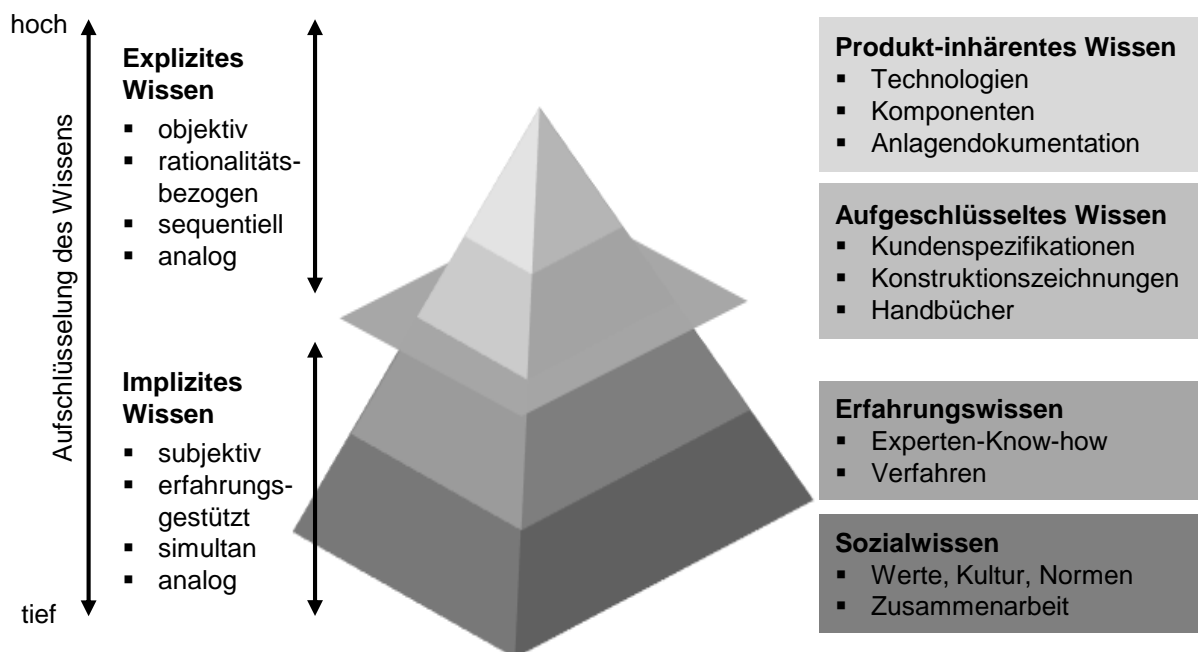 hoch
Aufschlüsselung des Wissens
tief
Explizites
Wissen
▪ objektiv
▪ rationalitäts-
bezogen
▪ sequentiell
▪ analog
Implizites
Wissen
▪ subjektiv
▪ erfahrungs-
gestützt
▪ simultan
▪ analog
Produkt-inhärentes Wissen
▪ Technologien
▪ Komponenten
▪ Anlagendokumentation
Aufgeschlüsseltes Wissen
▪ Kundenspezifikationen
▪ Konstruktionszeichnungen
▪ Handbücher
Erfahrungswissen
▪ Experten-Know-how
▪ Verfahren
Sozialwissen
▪ Werte, Kultur, Normen
▪ Zusammenarbeit